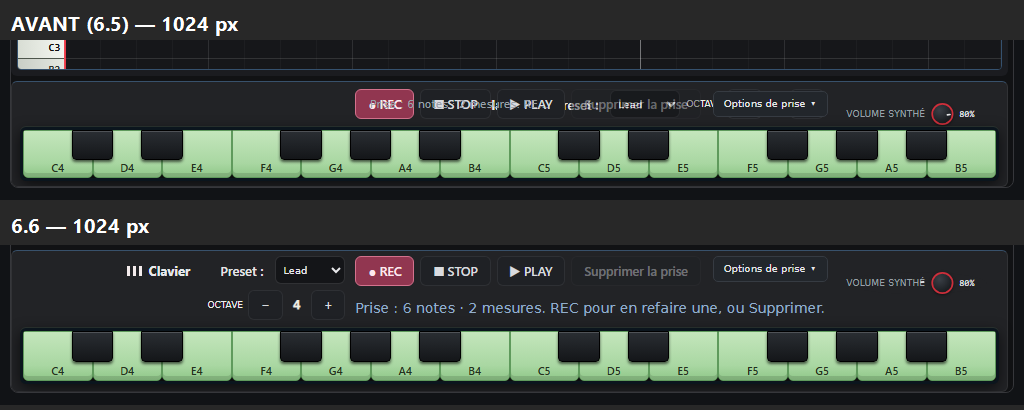 AVANT (6.5) — 1024 px
C3
● REC ■ STOP ▶ PLAY Supprimer la prise Lead Options de prise ▾
VOLUME SYNTHÉ 80%
C4 D4 E4 F4 G4 A4 B4 C5 D5 E5 F5 G5 A5 B5
6.6 — 1024 px
Clavier Preset : Lead ● REC ■ STOP ▶ PLAY Supprimer la prise Options de prise ▾
VOLUME SYNTHÉ 80%
OCTAVE − 4 + Prise : 6 notes · 2 mesures. REC pour en refaire une, ou Supprimer.
C4 D4 E4 F4 G4 A4 B4 C5 D5 E5 F5 G5 A5 B5